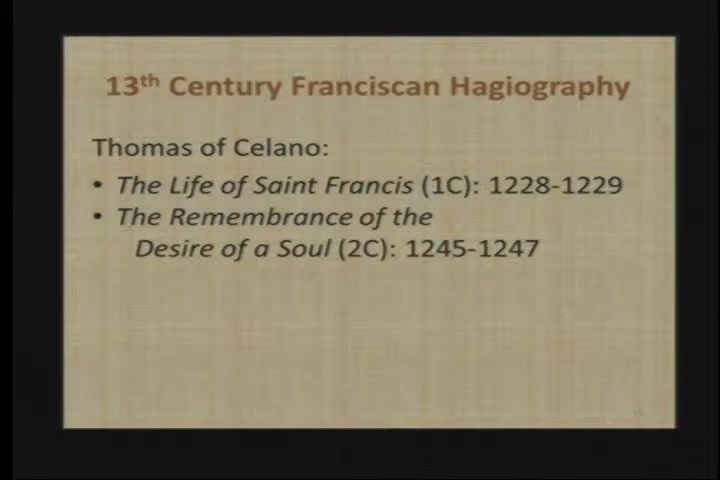 13th Century Franciscan Hagiography
Thomas of Celano:
• The Life of Saint Francis (1C): 1228-1229
• The Remembrance of the
Desire of a Soul (2C): 1245-1247